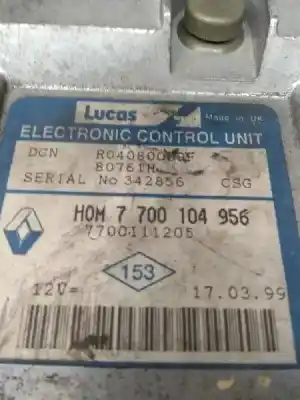 Lucas
Made in UK
ELECTRONIC CONTROL UNIT
DCN
80761H
SERIAL No 342856 CSG
HOM 7 700 104 956
7700111205
153
12V= 17.03.99